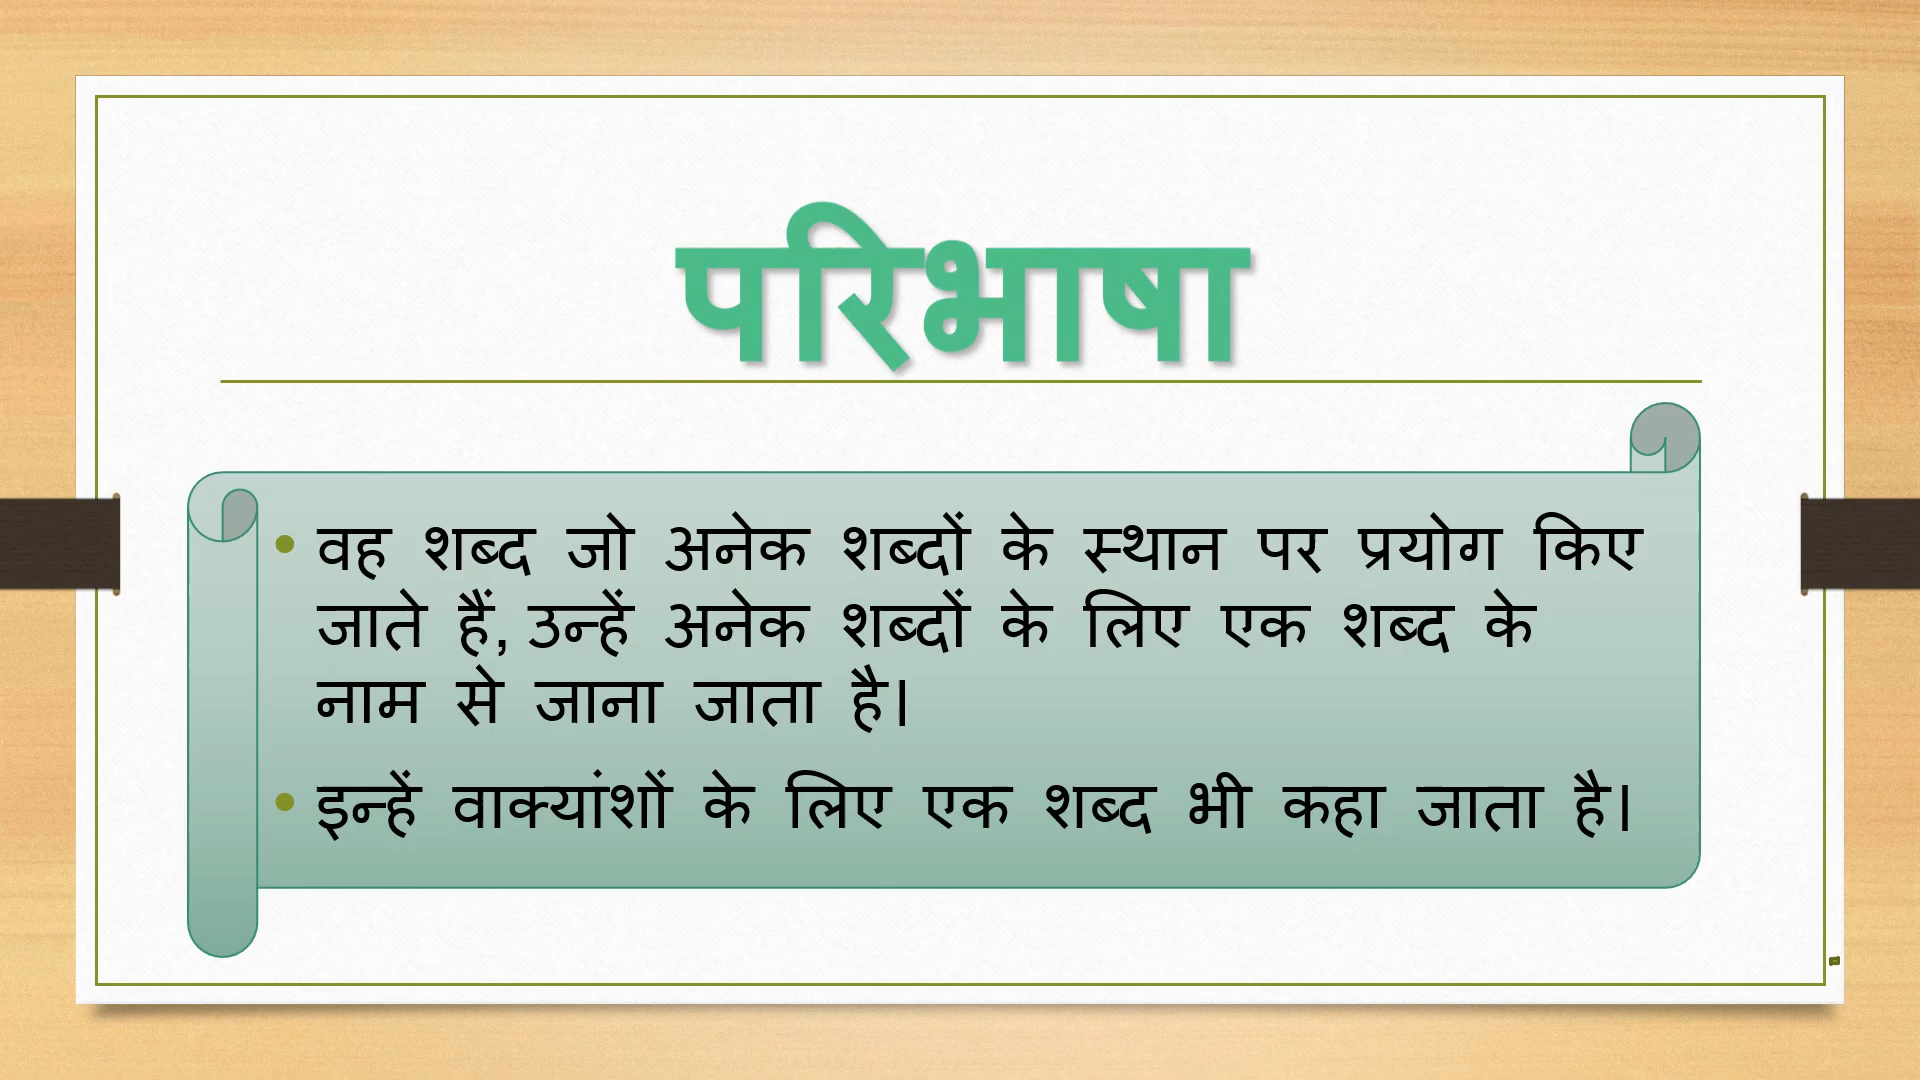 परिभाषा
• वह शब्द जो अनेक शब्दों के स्थान पर प्रयोग किए
जाते हैं, उन्हें अनेक शब्दों के लिए एक शब्द के
नाम से जाना जाता है।
• इन्हें वाक्यांशों के लिए एक शब्द भी कहा जाता है।